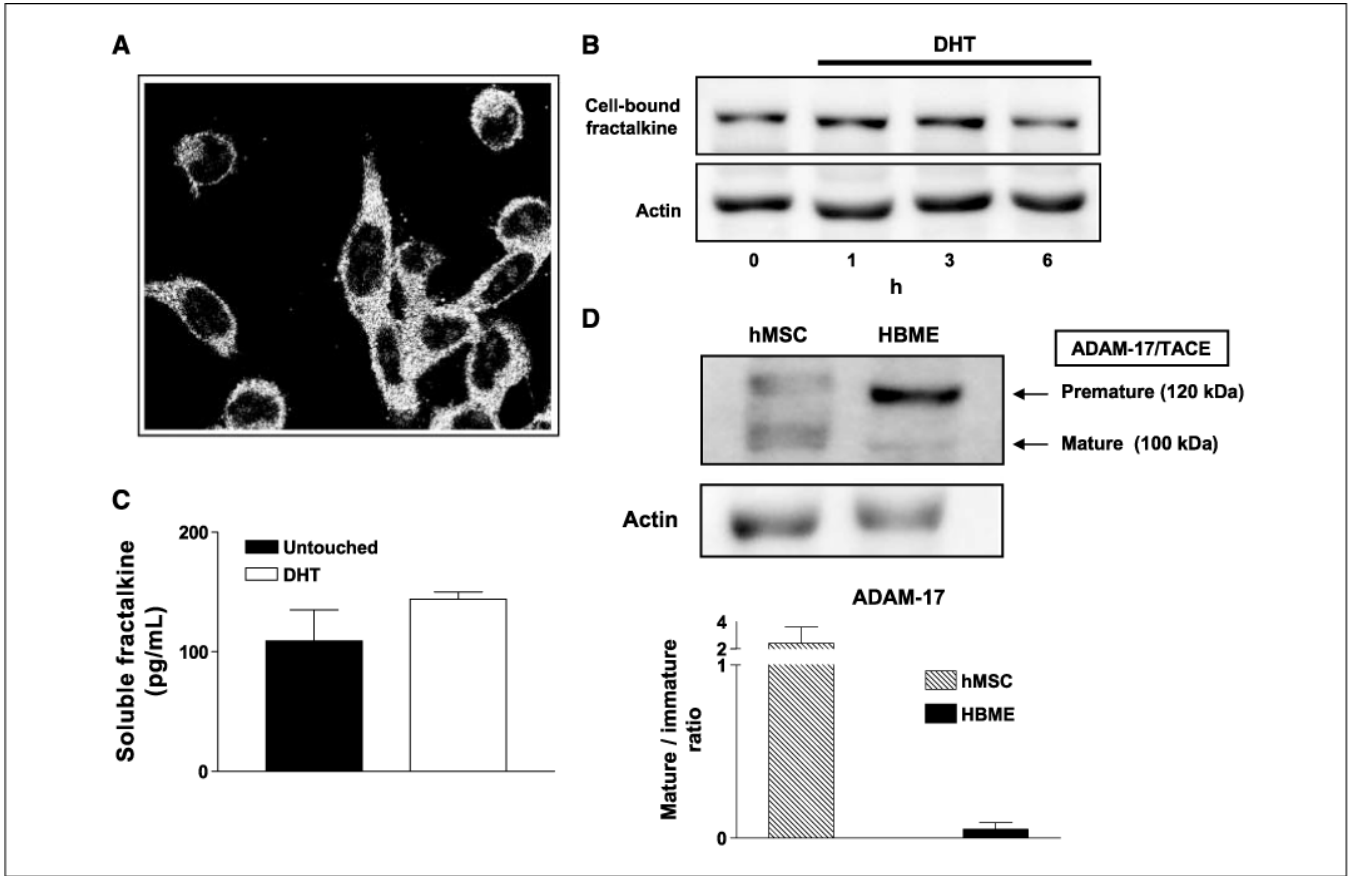 A
B
DHT
Cell-bound
fractalkine
Actin
0 1 3 6
h
C
200
100
0
Soluble fractalkine
(pg/mL)
Untouched
DHT
D
hMSC HBME
ADAM-17/TACE
Premature (120 kDa)
Mature (100 kDa)
Actin
ADAM-17
4
2
1
0
Mature / immature
ratio
hMSC
HBME